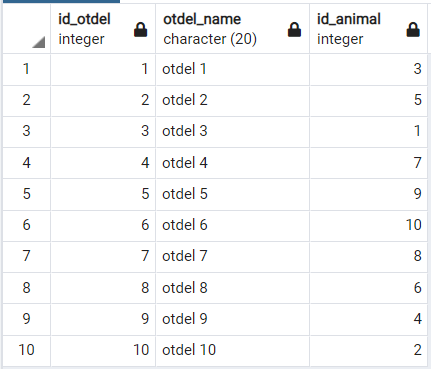 id_otdel otdel_name id_animal
integer character (20) integer
1 1 otdel 1 3
2 2 otdel 2 5
3 3 otdel 3 1
4 4 otdel 4 7
5 5 otdel 5 9
6 6 otdel 6 10
7 7 otdel 7 8
8 8 otdel 8 6
9 9 otdel 9 4
10 10 otdel 10 2